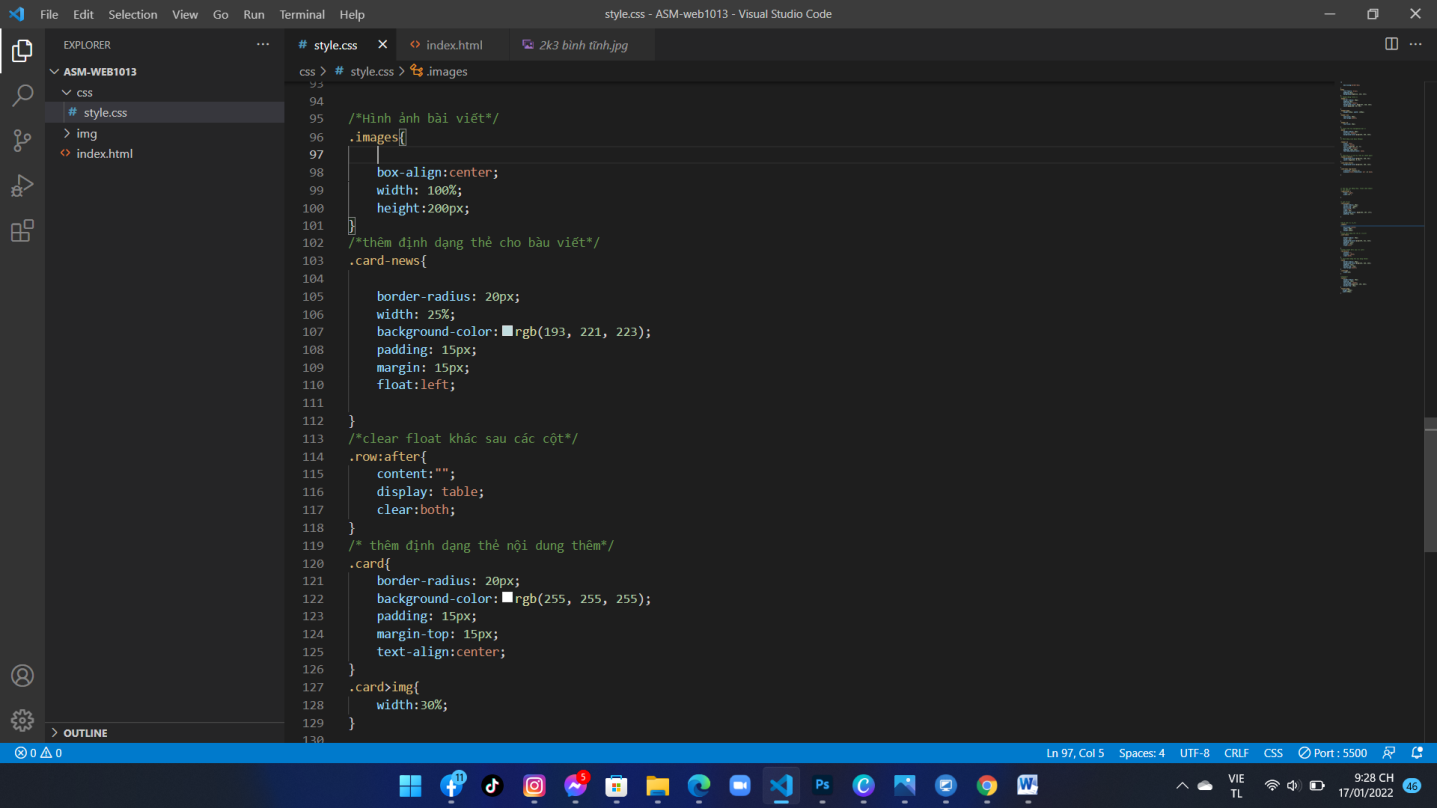 File Edit Selection View Go Run Terminal Help
style.css - ASM-web1013 - Visual Studio Code
EXPLORER
ASM-WEB1013
css
# style.css
img
index.html
# style.css
index.html
2k3 bình tĩnh.jpg
css > # style.css > .images
93
94
95 /*Hình ảnh bài viết*/
96 .images{
97
98 box-align:center;
99 width: 100%;
100 height:200px;
101 }
102 /*thêm định dạng thẻ cho bàu viết*/
103 .card-news{
104
105 border-radius: 20px;
106 width: 25%;
107 background-color: rgb(193, 221, 223);
108 padding: 15px;
109 margin: 15px;
110 float:left;
111
112 }
113 /*clear float khác sau các cột*/
114 .row:after{
115 content:"";
116 display: table;
117 clear:both;
118 }
119 /* thêm định dạng thẻ nội dung thêm*/
120 .card{
121 border-radius: 20px;
122 background-color: rgb(255, 255, 255);
123 padding: 15px;
124 margin-top: 15px;
125 text-align:center;
126 }
127 .card>img{
128 width:30%;
129 }
130
OUTLINE
0 0
Ln 97, Col 5 Spaces: 4 UTF-8 CRLF CSS Port : 5500
11
5
Ps
W
VIE
TL
9:28 CH
17/01/2022
46